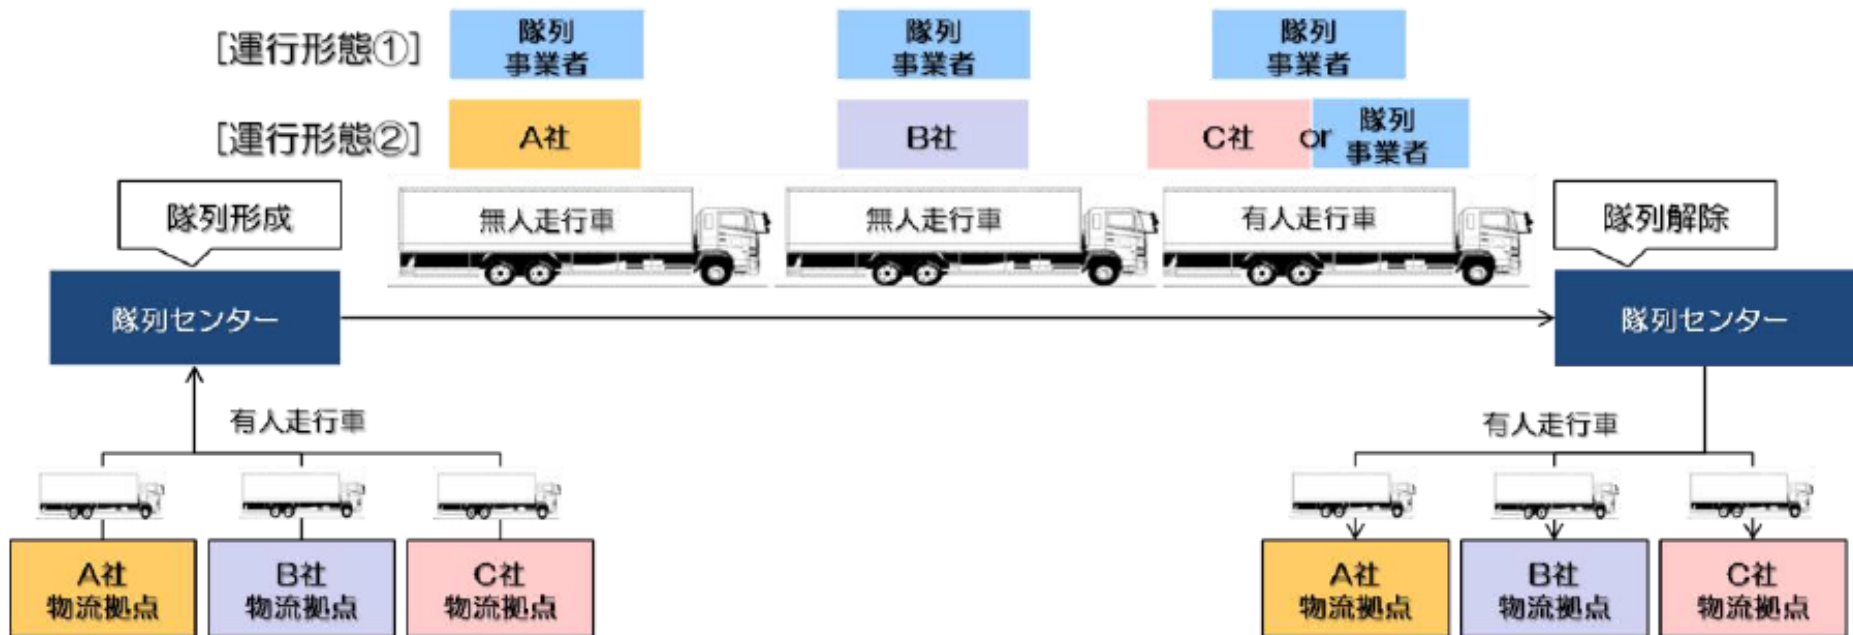 [運行形態①]
隊列
事業者
隊列
事業者
隊列
事業者
[運行形態②]
A社
B社
C社 or 隊列
事業者
隊列形成
無人走行車
無人走行車
有人走行車
隊列解除
隊列センター
隊列センター
有人走行車
有人走行車
A社
物流拠点
B社
物流拠点
C社
物流拠点
A社
物流拠点
B社
物流拠点
C社
物流拠点